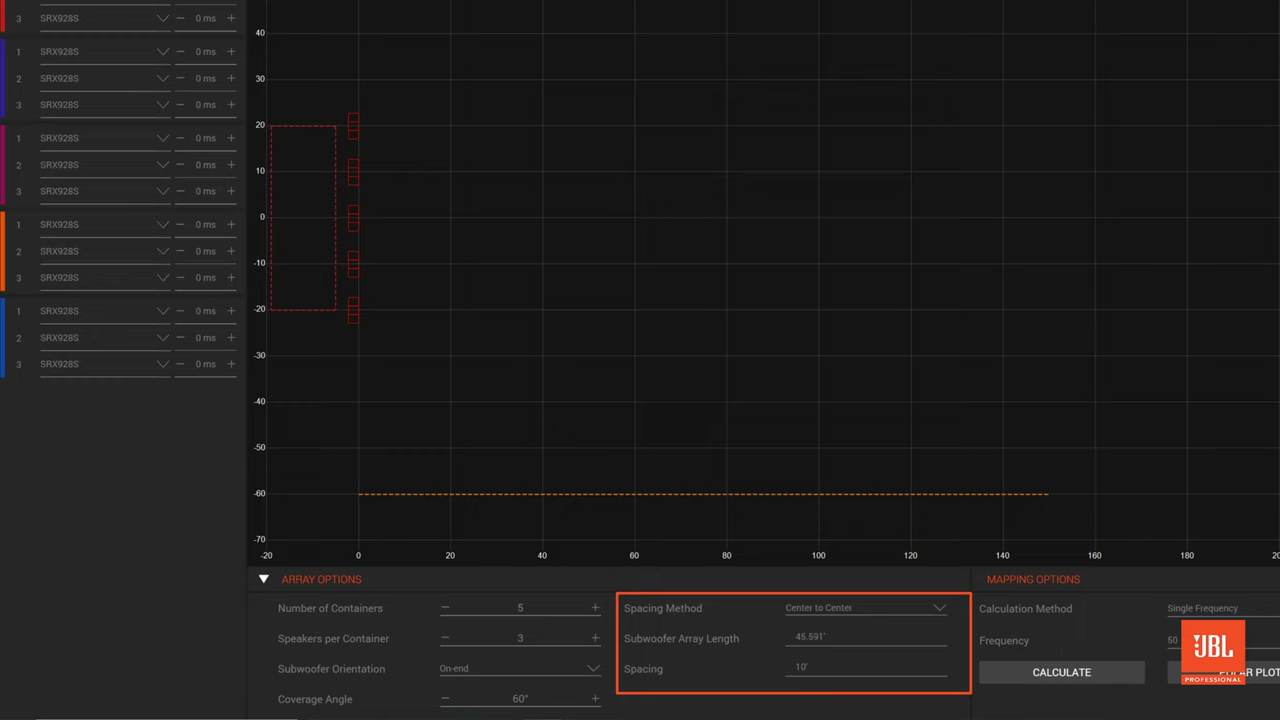 3 SRX928S 0 ms
1 SRX928S 0 ms
2 SRX928S 0 ms
3 SRX928S 0 ms
1 SRX928S 0 ms
2 SRX928S 0 ms
3 SRX928S 0 ms
1 SRX928S 0 ms
2 SRX928S 0 ms
3 SRX928S 0 ms
1 SRX928S 0 ms
2 SRX928S 0 ms
3 SRX928S 0 ms
40
30
20
10
0
-10
-20
-30
-40
-50
-60
-70
-20 0 20 40 60 80 100 120 140 160 180
ARRAY OPTIONS
Number of Containers 5
Speakers per Container 3
Subwoofer Orientation On-end
Coverage Angle 60°
Spacing Method Center to Center
Subwoofer Array Length 45.591'
Spacing 10'
MAPPING OPTIONS
Calculation Method Single Frequency
Frequency 50
CALCULATE
PLOT
JBL
PROFESSIONAL